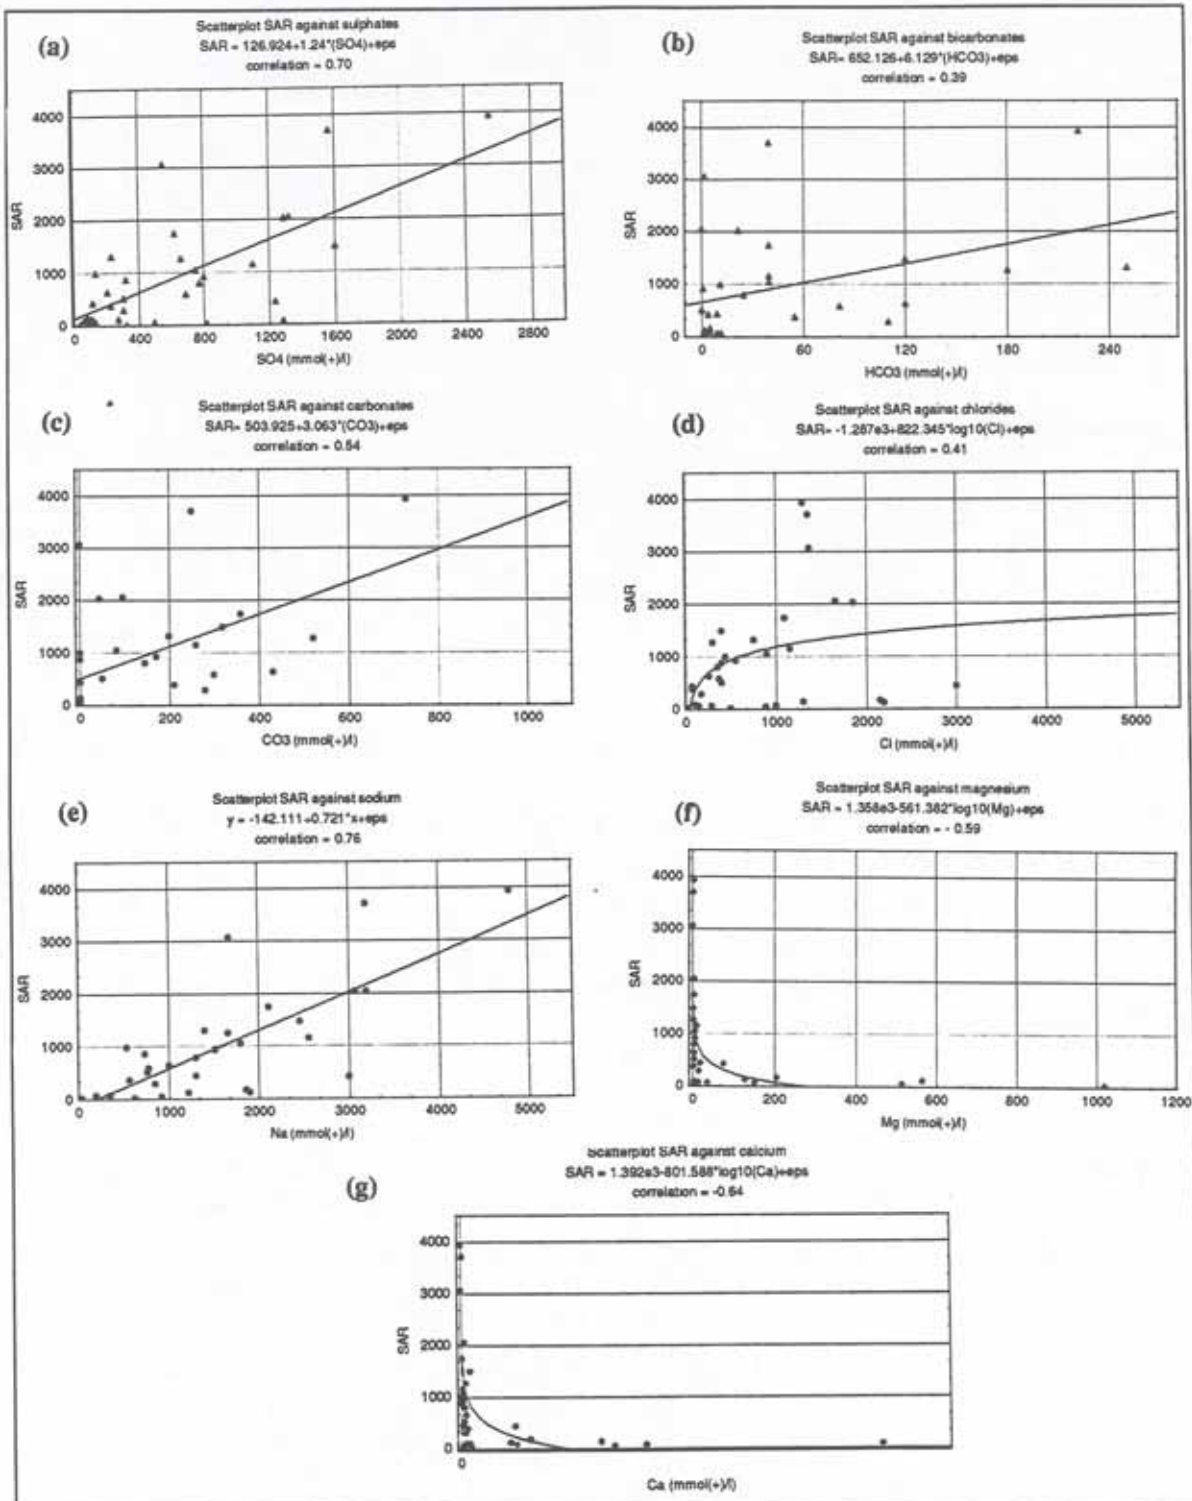 (a)
Scatterplot SAR against sulphates
SAR = 126.924+1.24*(SO4)+eps
correlation = 0.70
4000
3000
2000
1000
0
SAR
0 400 800 1200 1600 2000 2400 2800
SO4 (mmol(+)/l)
(b)
Scatterplot SAR against bicarbonates
SAR= 652.126+6.129*(HCO3)+eps
correlation = 0.39
4000
3000
2000
1000
0
SAR
0 60 120 180 240
HCO3 (mmol(+)/l)
(c)
Scatterplot SAR against carbonates
SAR= 503.925+3.063*(CO3)+eps
correlation = 0.54
4000
3000
2000
1000
0
SAR
0 200 400 600 800 1000
CO3 (mmol(+)/l)
(d)
Scatterplot SAR against chlorides
SAR= -1.287e3+822.345*log10(Cl)+eps
correlation = 0.41
4000
3000
2000
1000
0
SAR
0 1000 2000 3000 4000 5000
Cl (mmol(+)/l)
(e)
Scatterplot SAR against sodium
y = -142.111+0.721*x+eps
correlation = 0.76
4000
3000
2000
1000
0
SAR
0 1000 2000 3000 4000 5000
Na (mmol(+)/l)
(f)
Scatterplot SAR against magnesium
SAR = 1.358e3-561.382*log10(Mg)+eps
correlation = - 0.59
4000
3000
2000
1000
0
SAR
0 200 400 600 800 1000 1200
Mg (mmol(+)/l)
(g)
Scatterplot SAR against calcium
SAR = 1.392e3-801.588*log10(Ca)+eps
correlation = -0.64
4000
3000
2000
1000
0
SAR
0
Ca (mmol(+)/l)